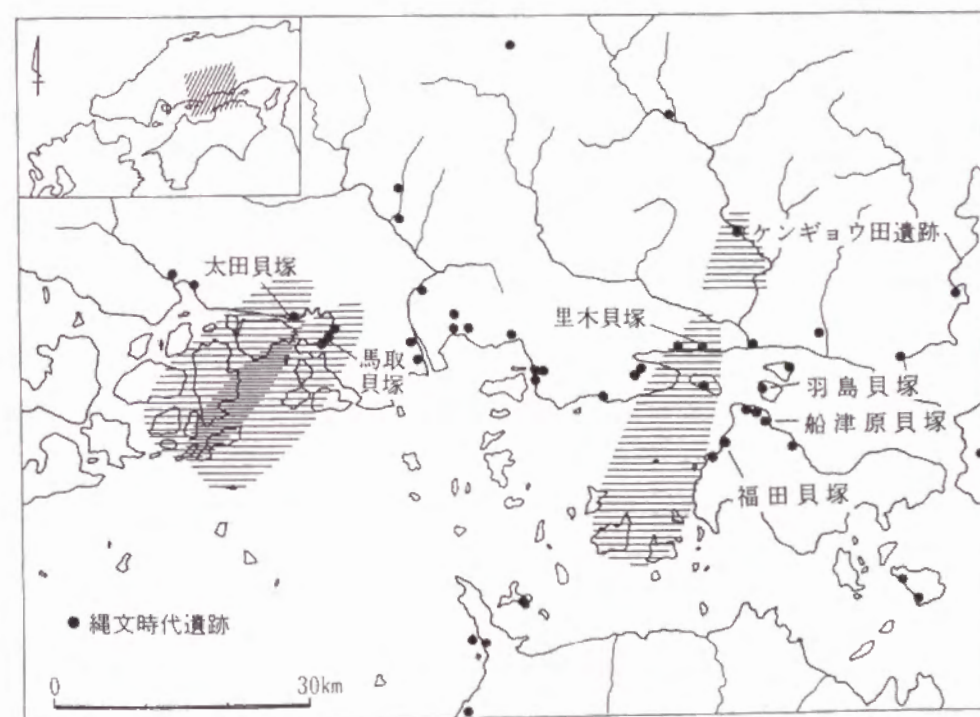 ケンギョウ田遺跡
太田貝塚
里木貝塚
馬取
貝塚
羽島貝塚
船津原貝塚
福田貝塚
縄文時代遺跡
0
30km